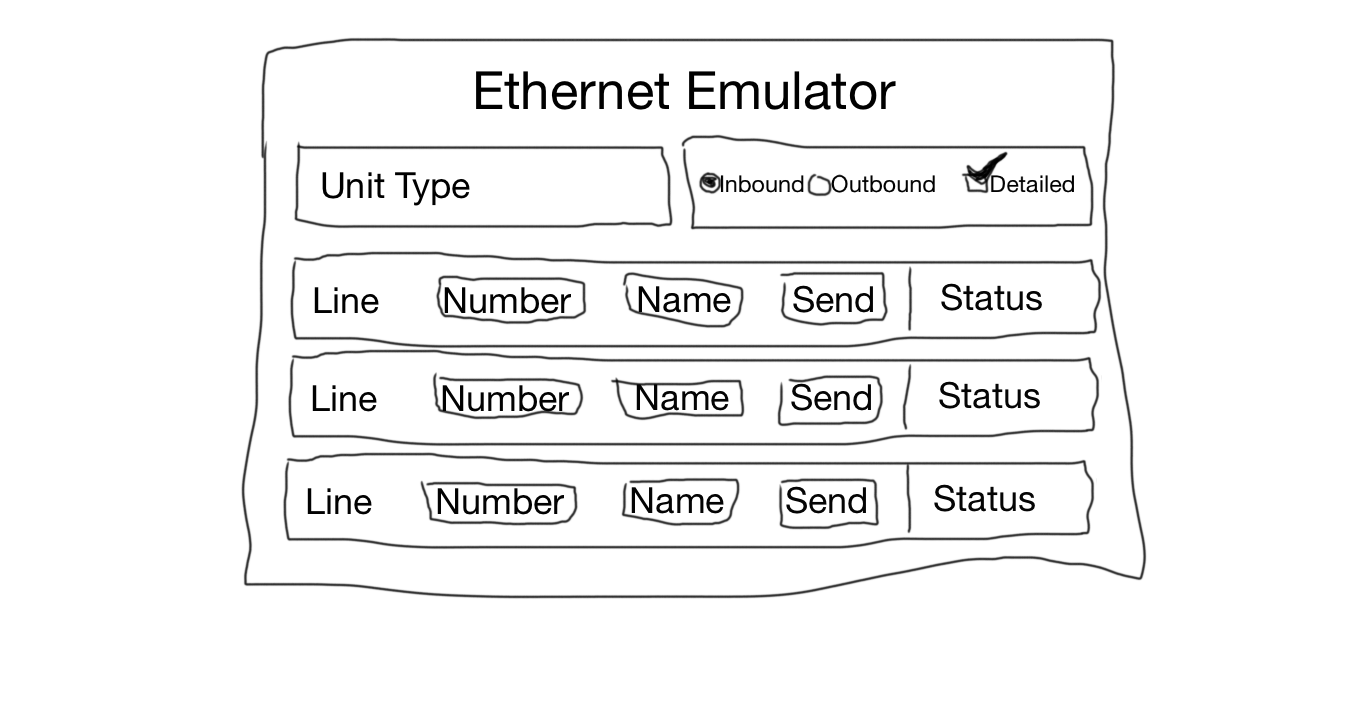 Ethernet Emulator
Unit Type
Inbound Outbound Detailed
Line Number Name Send Status
Line Number Name Send Status
Line Number Name Send Status